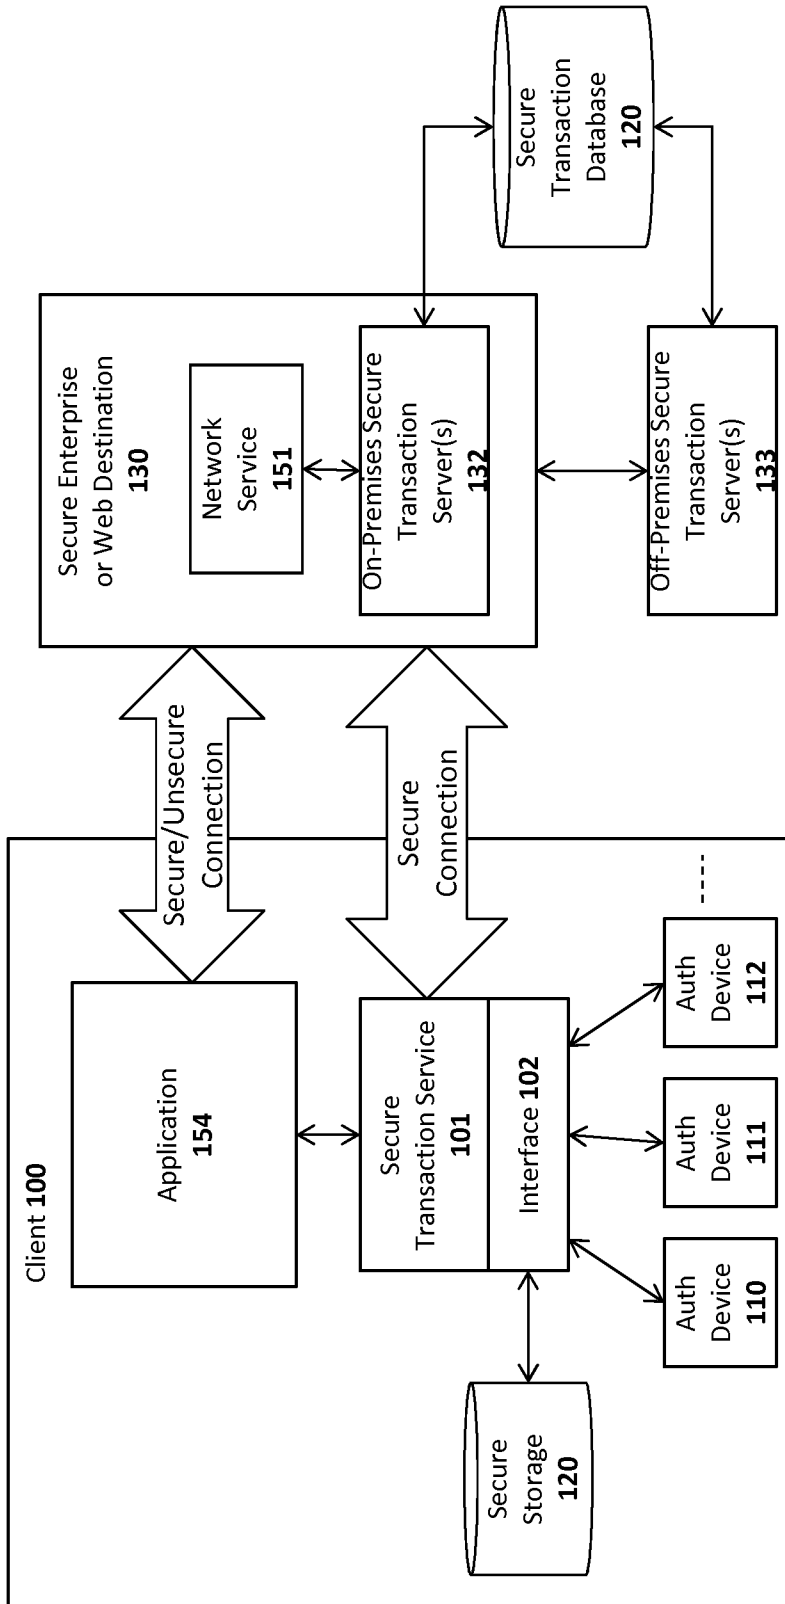 Client 100
Application
154
Secure
Transaction Service
101
Interface 102
Secure
Storage
120
Auth
Device
110
Auth
Device
111
Auth
Device
112
Secure/Unsecure
Connection
Secure
Connection
Secure Enterprise
or Web Destination
130
Network
Service
151
On-Premises Secure
Transaction
Server(s)
132
Off-Premises Secure
Transaction
Server(s)
133
Secure
Transaction
Database
120